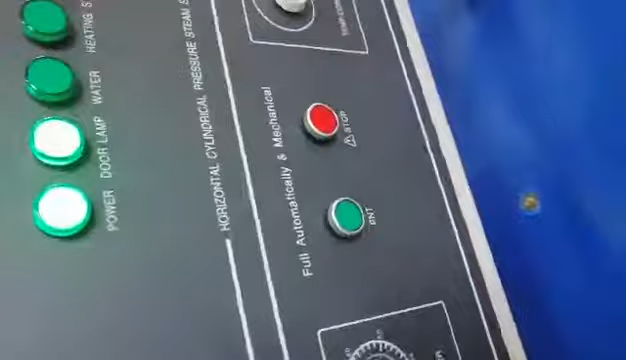 HEATING S
WATER
DOOR LAMP
POWER
HORIZONTAL CYLINDRICAL PRESSURE STEAM S
Full Automatically & Mechanical
STOP
ENT